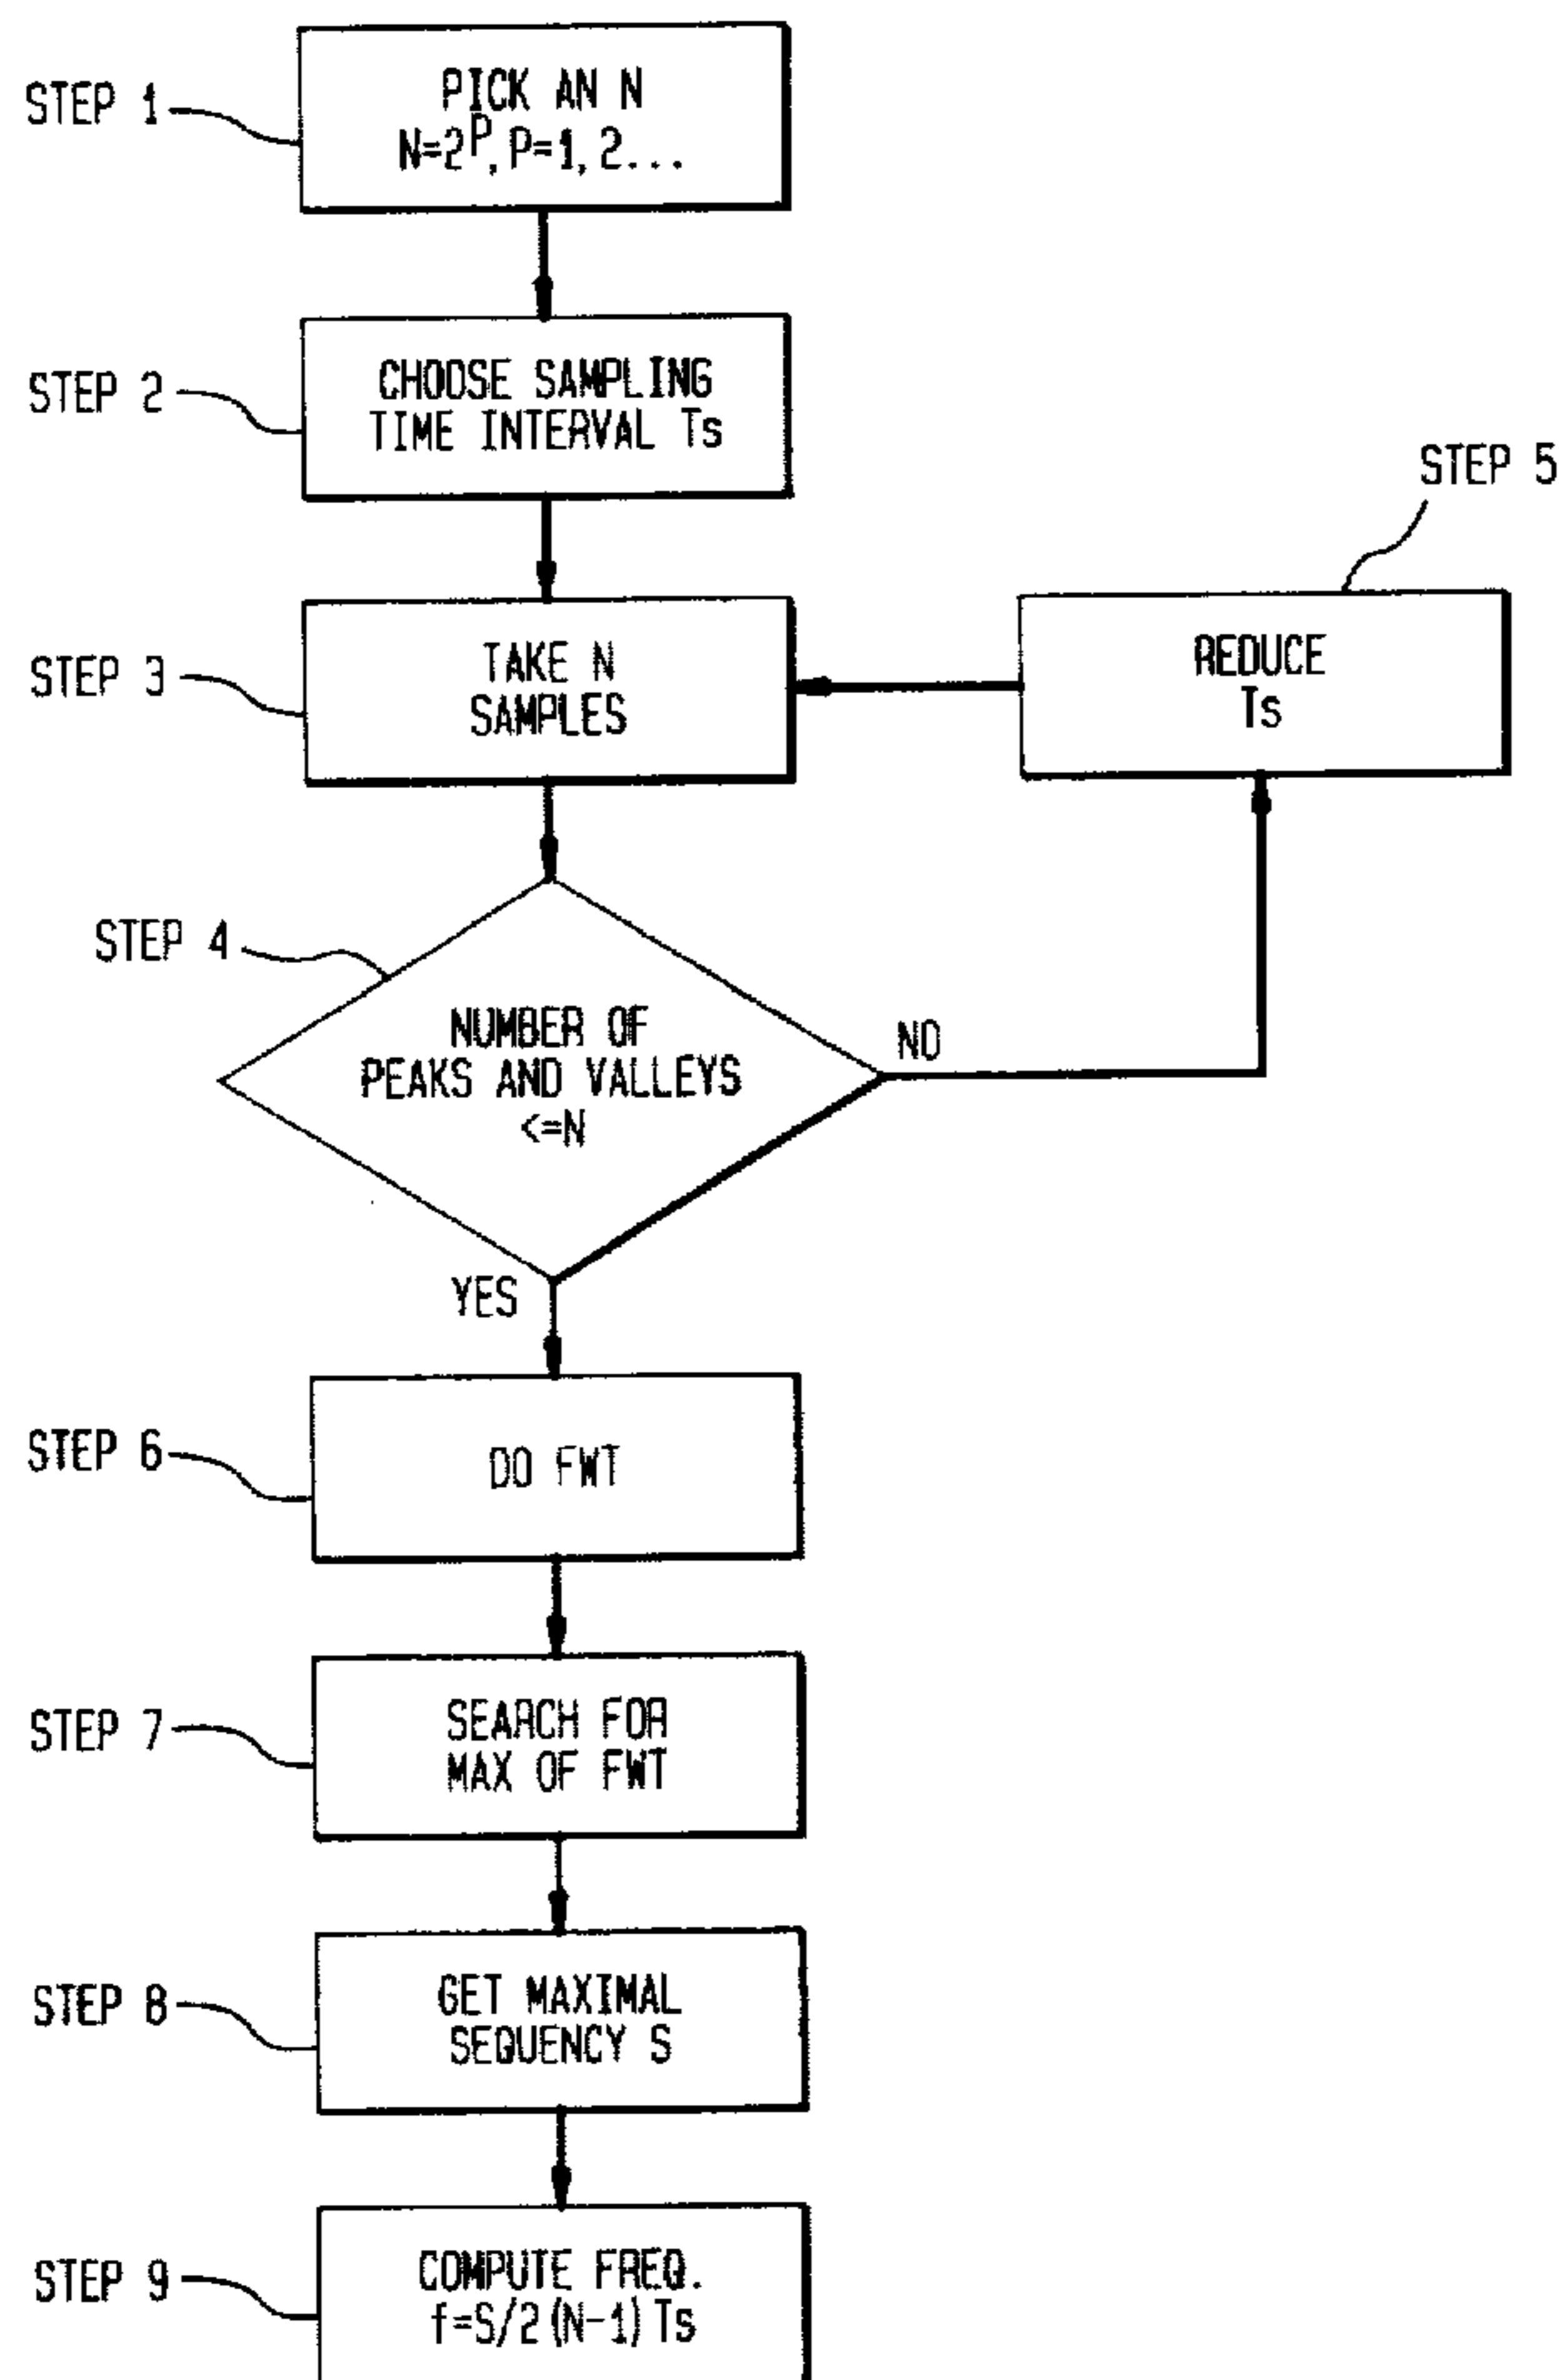 STEP 1
PICK AN N
N=2^P, P=1, 2...
STEP 2
CHOOSE SAMPLING
TIME INTERVAL Ts
STEP 5
REDUCE
Ts
STEP 3
TAKE N
SAMPLES
STEP 4
NUMBER OF
PEAKS AND VALLEYS
<=N
NO
YES
STEP 6
DO FWT
STEP 7
SEARCH FOR
MAX OF FWT
STEP 8
GET MAXIMAL
SEQUENCY S
STEP 9
COMPUTE FREQ.
f=S/2(N-1)Ts